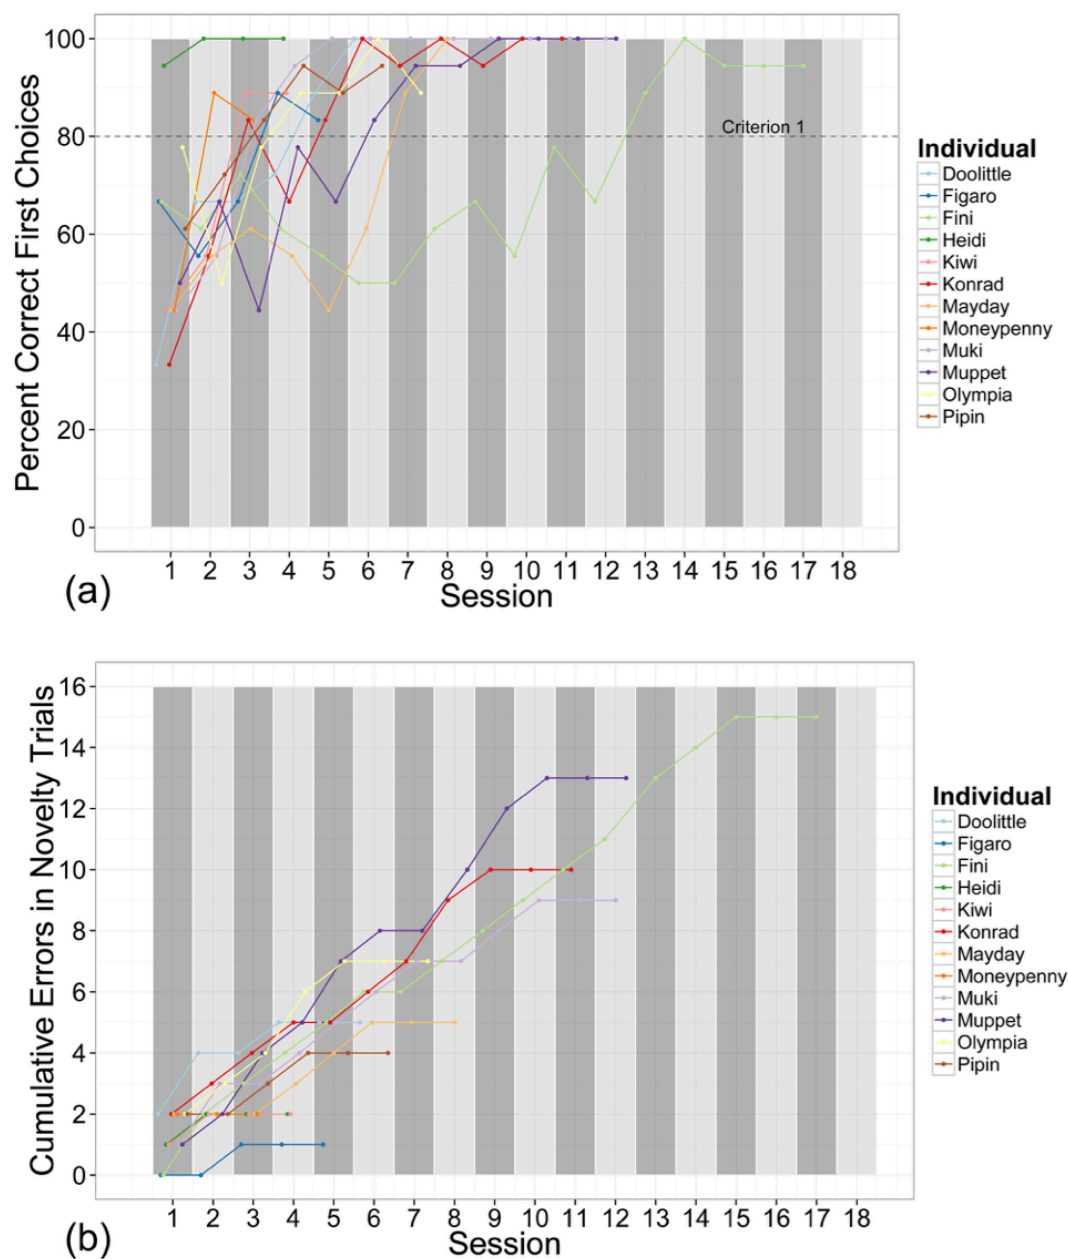 Percent Correct First Choices
100
80
60
40
20
0
Criterion 1
1 2 3 4 5 6 7 8 9 10 11 12 13 14 15 16 17 18
Session
(a)
Individual
Doolittle
Figaro
Fini
Heidi
Kiwi
Konrad
Mayday
Moneypenny
Muki
Muppet
Olympia
Pipin
Cumulative Errors in Novelty Trials
16
14
12
10
8
6
4
2
0
1 2 3 4 5 6 7 8 9 10 11 12 13 14 15 16 17 18
Session
(b)
Individual
Doolittle
Figaro
Fini
Heidi
Kiwi
Konrad
Mayday
Moneypenny
Muki
Muppet
Olympia
Pipin